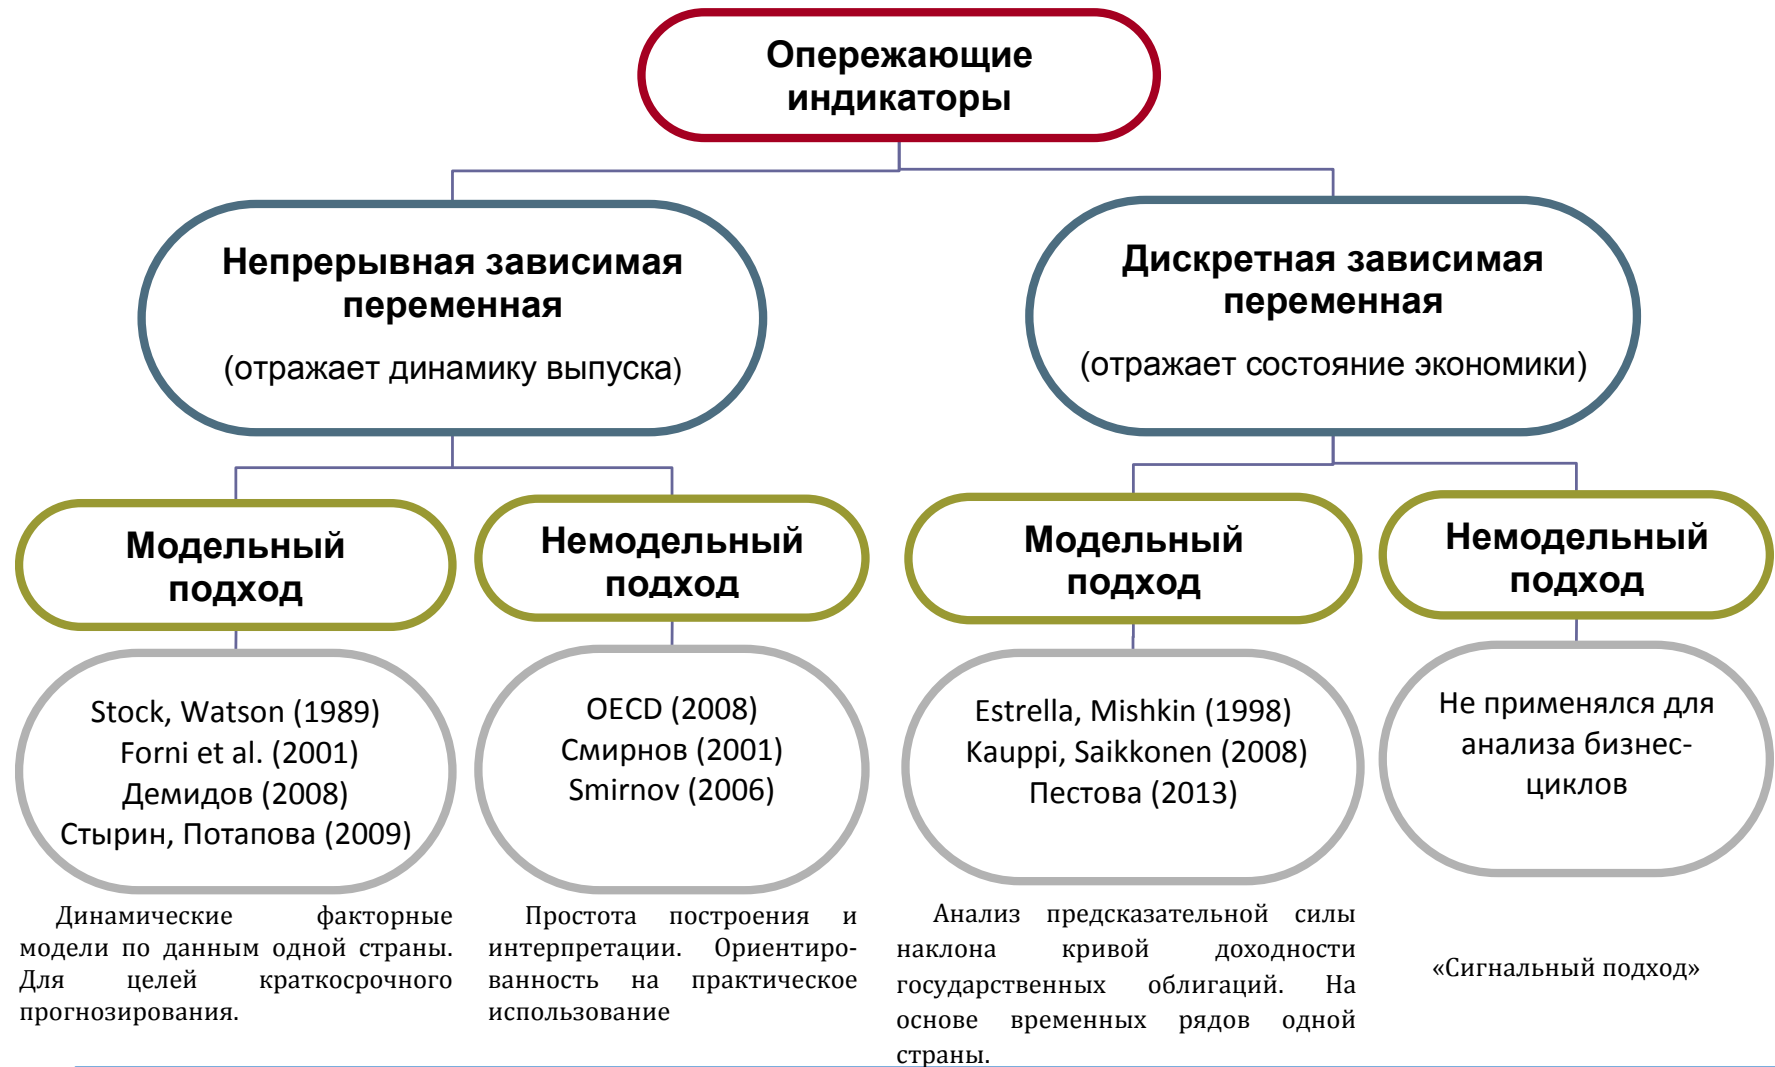 Опережающие
индикаторы
Непрерывная зависимая
переменная
(отражает динамику выпуска)
Дискретная зависимая
переменная
(отражает состояние экономики)
Модельный
подход
Немодельный
подход
Модельный
подход
Немодельный
подход
Stock, Watson (1989)
Forni et al. (2001)
Демидов (2008)
Стырин, Потапова (2009)
OECD (2008)
Смирнов (2001)
Smirnov (2006)
Estrella, Mishkin (1998)
Kauppi, Saikkonen (2008)
Пестова (2013)
Не применялся для
анализа бизнес-
циклов
Динамические факторные
модели по данным одной страны.
Для целей краткосрочного
прогнозирования.
Простота построения и
интерпретации. Ориентиро-
ванность на практическое
использование
Анализ предсказательной силы
наклона кривой доходности
государственных облигаций. На
основе временных рядов одной
страны.
«Сигнальный подход»